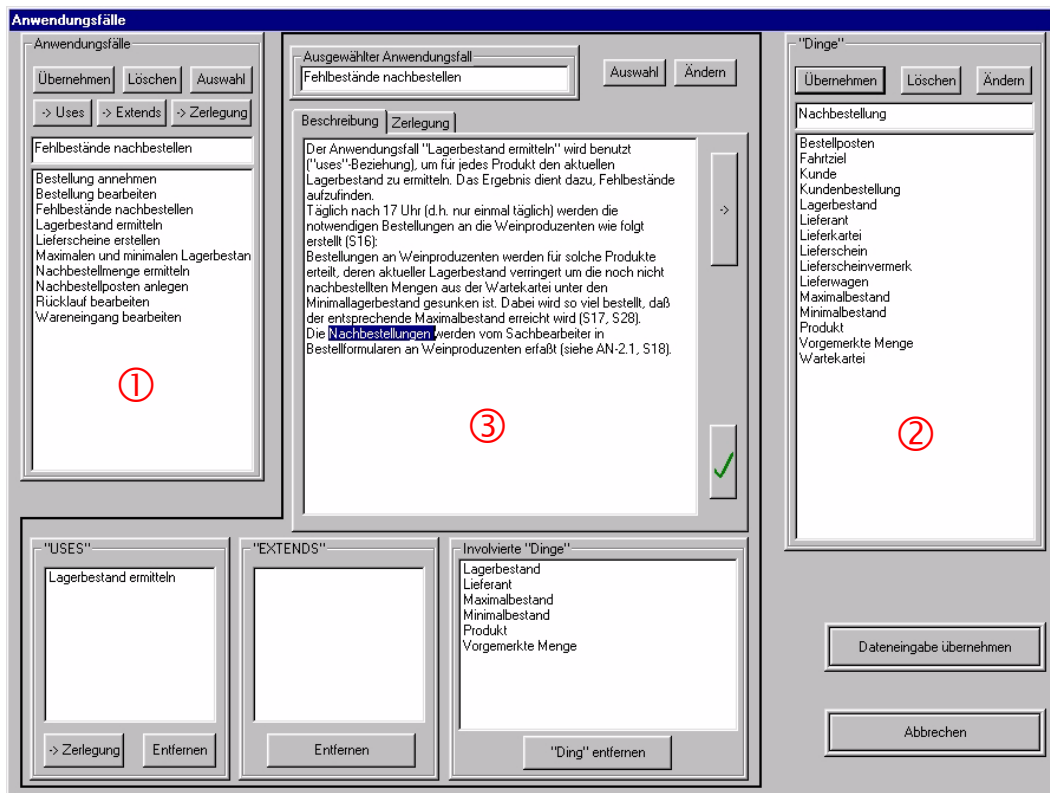 Anwendungsfälle
Anwendungsfälle
Übernehmen Löschen Auswahl
-> Uses -> Extends -> Zerlegung
Fehlbestände nachbestellen
Bestellung annehmen
Bestellung bearbeiten
Fehlbestände nachbestellen
Lagerbestand ermitteln
Lieferscheine erstellen
Maximalen und minimalen Lagerbestan
Nachbestellmenge ermitteln
Nachbestellposten anlegen
Rücklauf bearbeiten
Wareneingang bearbeiten
①
Ausgewählter Anwendungsfall
Fehlbestände nachbestellen
Auswahl Ändern
Beschreibung Zerlegung
Der Anwendungsfall "Lagerbestand ermitteln" wird benutzt
("uses"-Beziehung), um für jedes Produkt den aktuellen
Lagerbestand zu ermitteln. Das Ergebnis dient dazu, Fehlbestände
aufzufinden.
Täglich nach 17 Uhr (d.h. nur einmal täglich) werden die
notwendigen Bestellungen an die Weinproduzenten wie folgt
erstellt (S16):
Bestellungen an Weinproduzenten werden für solche Produkte
erteilt, deren aktueller Lagerbestand verringert um die noch nicht
nachbestellten Mengen aus der Wartekartei unter den
Minimallagerbestand gesunken ist. Dabei wird so viel bestellt, daß
der entsprechende Maximalbestand erreicht wird (S17, S28).
Die Nachbestellungen werden vom Sachbearbeiter in
Bestellformularen an Weinproduzenten erfaßt (siehe AN-2.1, S18).
->
③
"Dinge"
Übernehmen Löschen Ändern
Nachbestellung
Bestellposten
Fahrtziel
Kunde
Kundenbestellung
Lagerbestand
Lieferant
Lieferkartei
Lieferschein
Lieferscheinvermerk
Lieferwagen
Maximalbestand
Minimalbestand
Produkt
Vorgemerkte Menge
Wartekartei
②
"USES"
Lagerbestand ermitteln
-> Zerlegung Entfernen
"EXTENDS"
Entfernen
Involvierte "Dinge"
Lagerbestand
Lieferant
Maximalbestand
Minimalbestand
Produkt
Vorgemerkte Menge
"Ding" entfernen
Dateneingabe übernehmen
Abbrechen